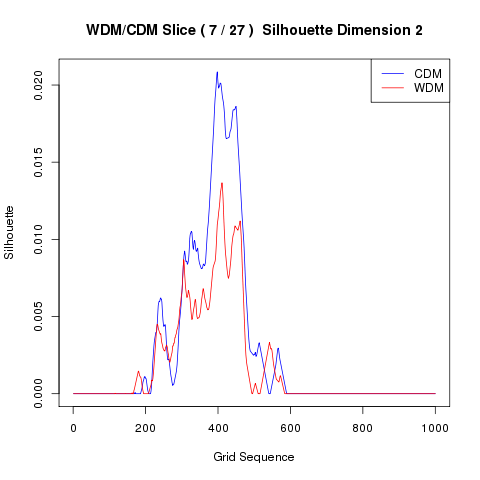 WDM/CDM Slice ( 7 / 27 )  Silhouette Dimension 2
CDM
WDM
Silhouette
0.020
0.015
0.010
0.005
0.000
0 200 400 600 800 1000
Grid Sequence